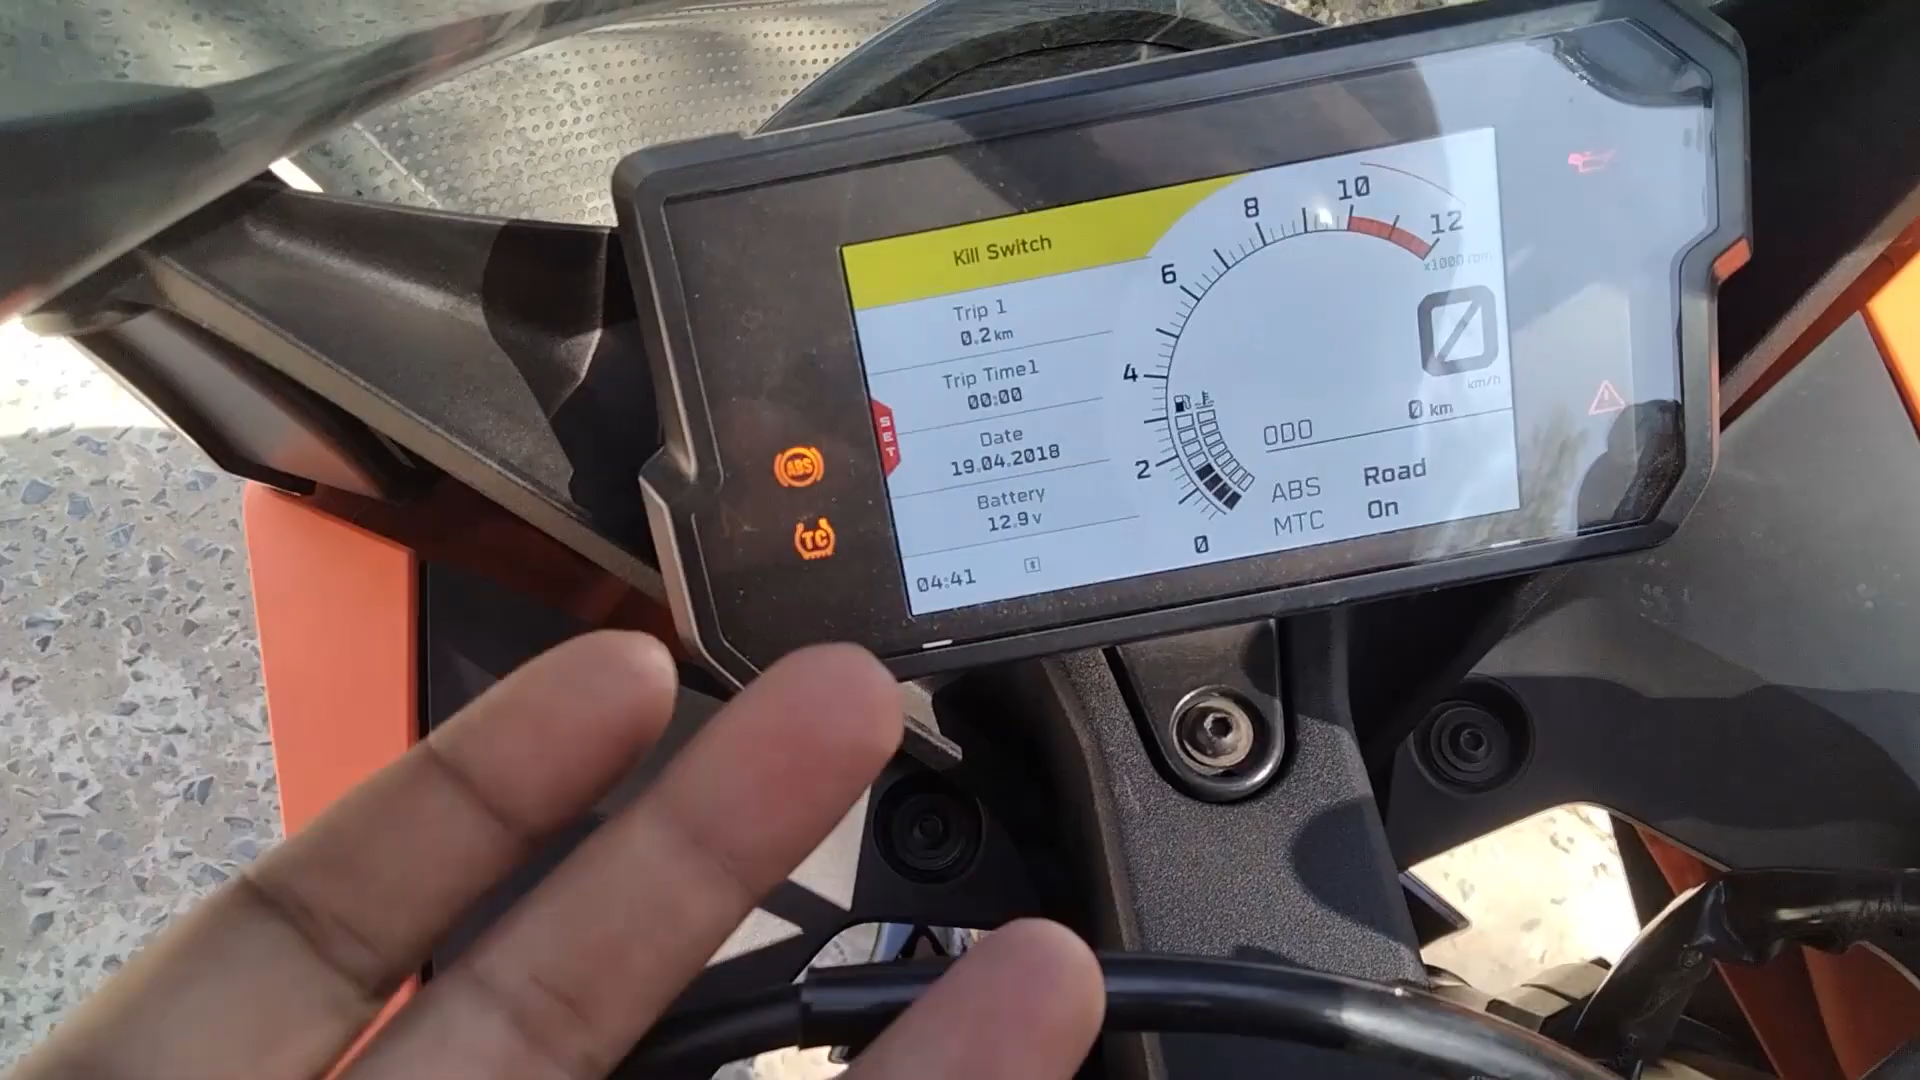 Kill Switch
Trip 1
0.2 km
Trip Time1
00:00
Date
19.04.2018
Battery
12.9 V
04:41
SET
ABS
TC
0
2
4
6
8
10
12
x1000 rpm
0
km/h
ODO 0 km
ABS Road
MTC On